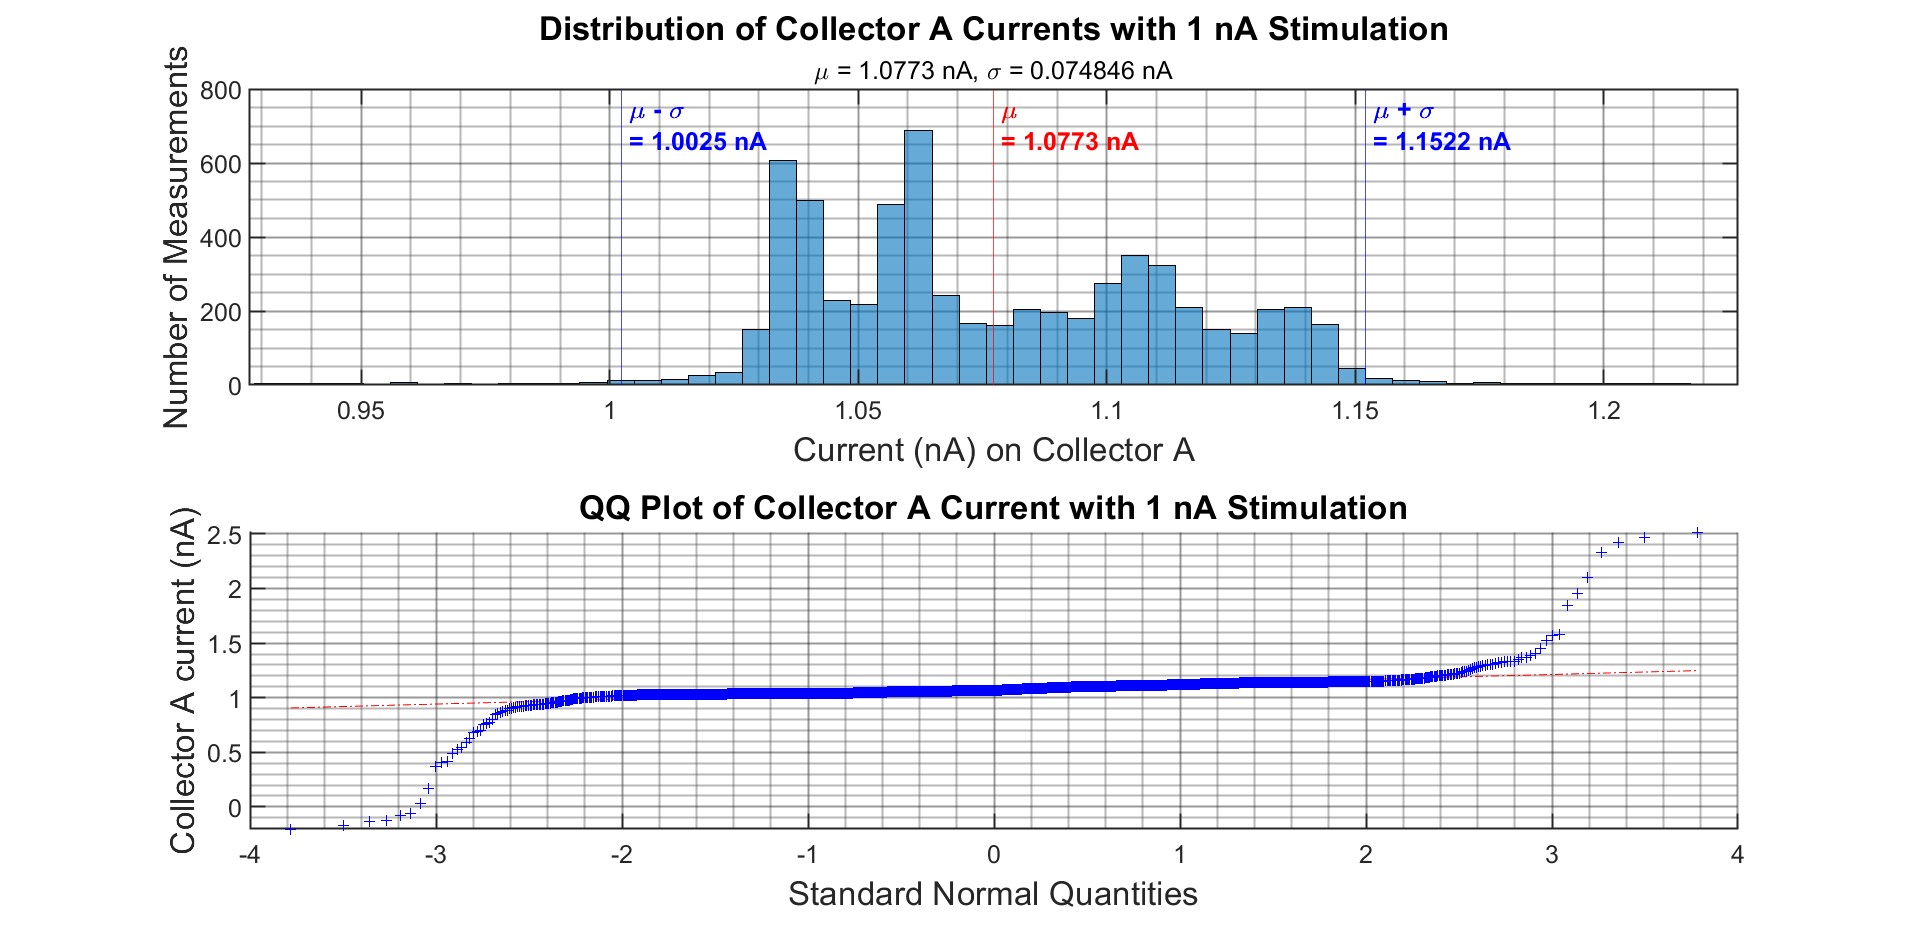 Distribution of Collector A Currents with 1 nA Stimulation
μ = 1.0773 nA, σ = 0.074846 nA
Number of Measurements
800
600
400
200
0
μ - σ
= 1.0025 nA
μ
= 1.0773 nA
μ + σ
= 1.1522 nA
0.95 1 1.05 1.1 1.15 1.2
Current (nA) on Collector A
QQ Plot of Collector A Current with 1 nA Stimulation
Collector A current (nA)
2.5
2
1.5
1
0.5
0
-4 -3 -2 -1 0 1 2 3 4
Standard Normal Quantities